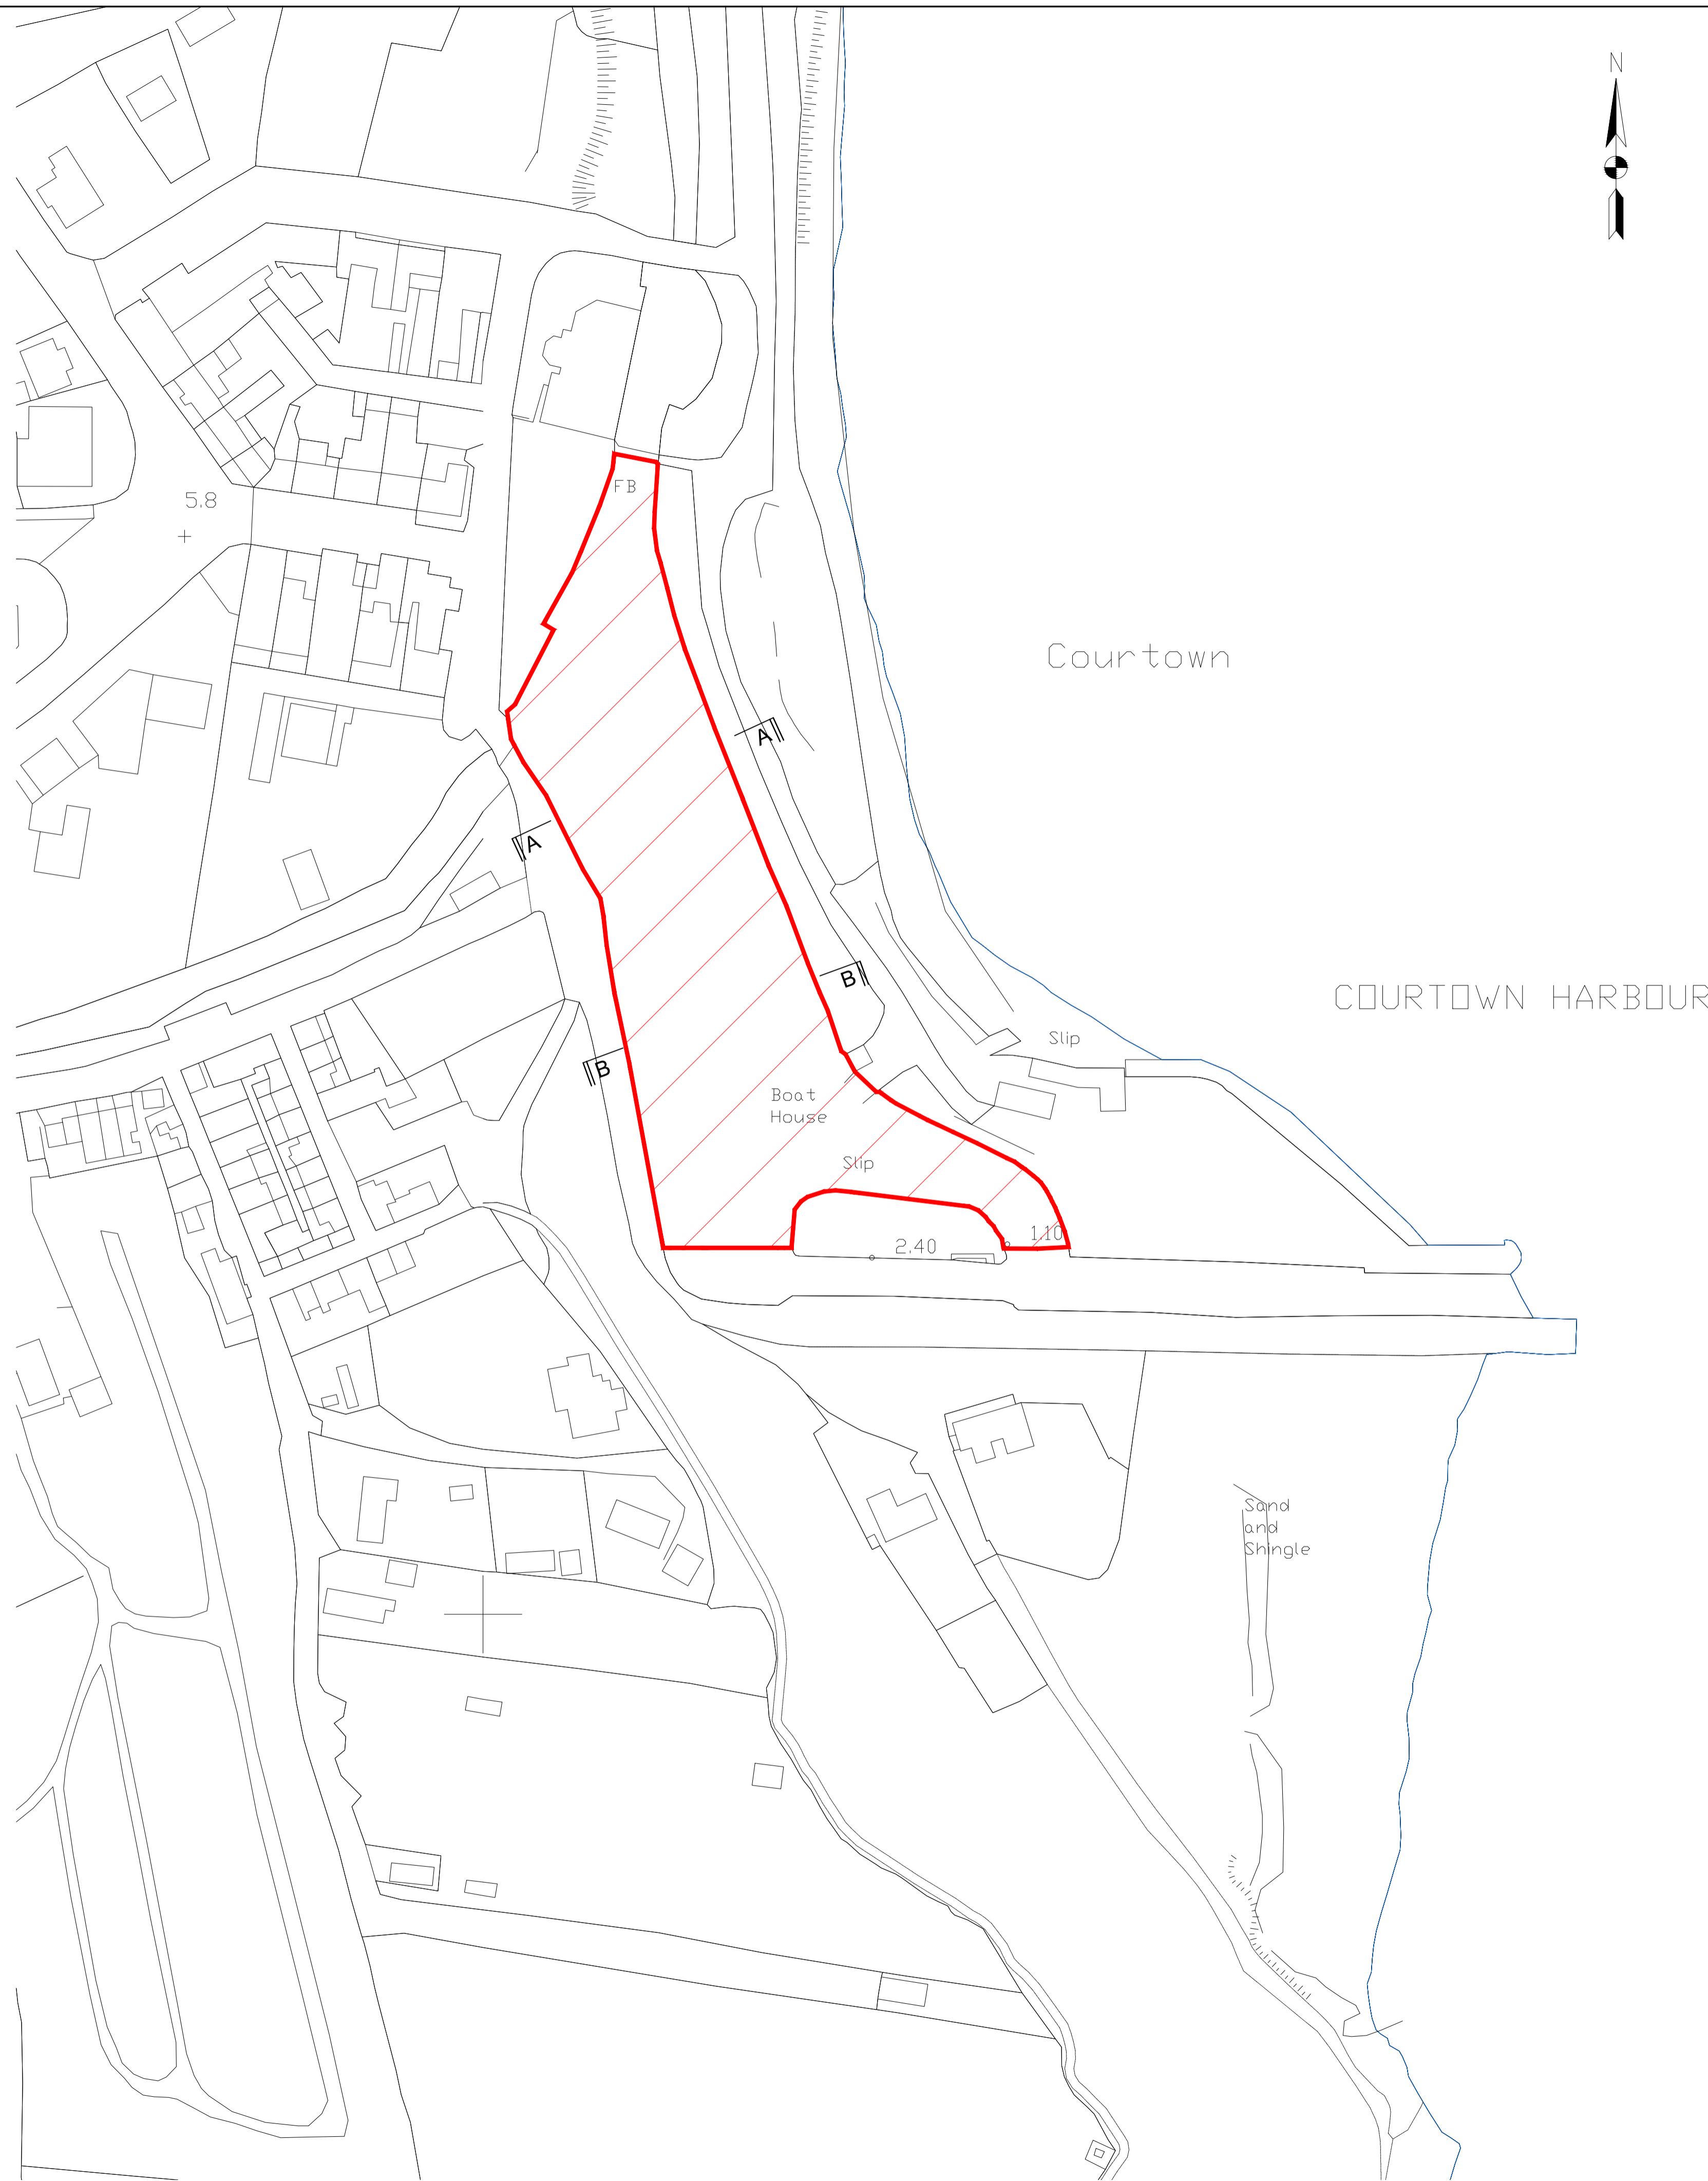 N
FB
5.8
Courtown
A
A
B
COURTOWN HARBOUR
Slip
B
Boat
House
Slip
1.10
2.40
Sand
and
Shingle